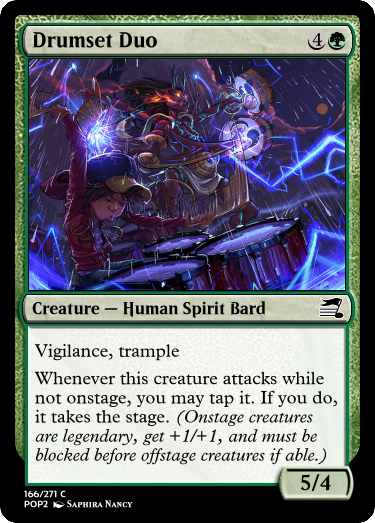 Drumset Duo 4
Creature — Human Spirit Bard
Vigilance, trample
Whenever this creature attacks while
not onstage, you may tap it. If you do,
it takes the stage. (Onstage creatures
are legendary, get +1/+1, and must be
blocked before offstage creatures if able.)
5/4
166/271 C
POP2 Saphira Nancy